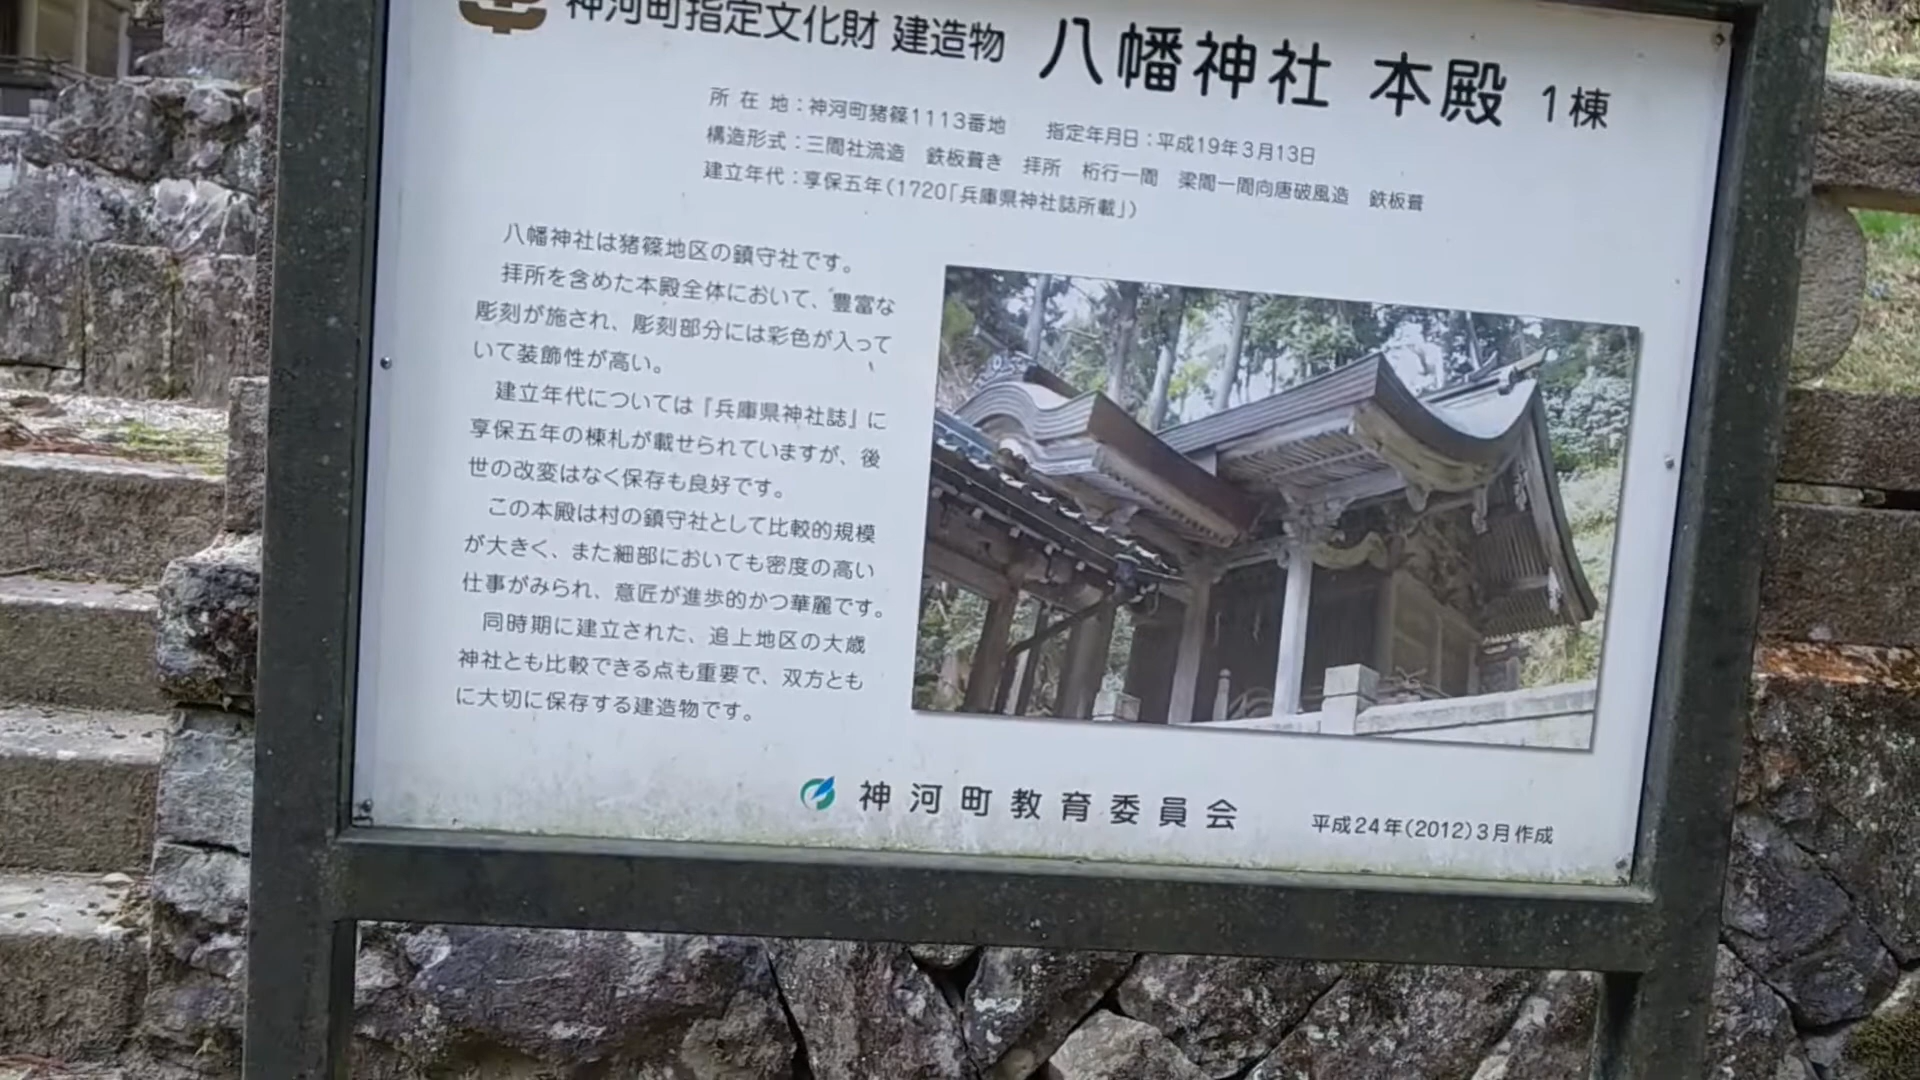 神河町指定文化財 建造物 八幡神社 本殿 1棟
所在地:神河町猪篠1113番地 指定年月日:平成19年3月13日
構造形式:三間社流造 鉄板葺き 拝所 桁行一間 梁間一間向唐破風造 鉄板葺
建立年代:享保五年(1720「兵庫県神社誌所載」)
八幡神社は猪篠地区の鎮守社です。
拝所を含めた本殿全体において、豊富な
彫刻が施され、彫刻部分には彩色が入って
いて装飾性が高い。
建立年代については『兵庫県神社誌』に
享保五年の棟札が載せられていますが、後
世の改変はなく保存も良好です。
この本殿は村の鎮守社として比較的規模
が大きく、また細部においても密度の高い
仕事がみられ、意匠が進歩的かつ華麗です。
同時期に建立された、追上地区の大歳
神社とも比較できる点も重要で、双方とも
に大切に保存する建造物です。
神河町教育委員会 平成24年(2012)3月作成